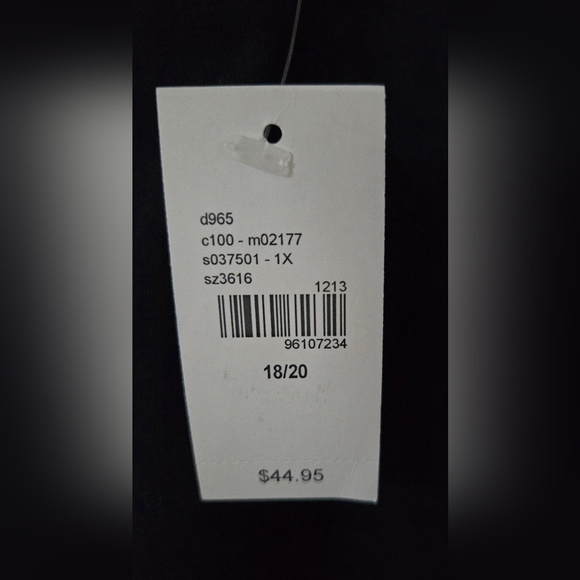 d965
c100 - m02177
s037501 - 1X
sz3616
1213
96107234
18/20
$44.95